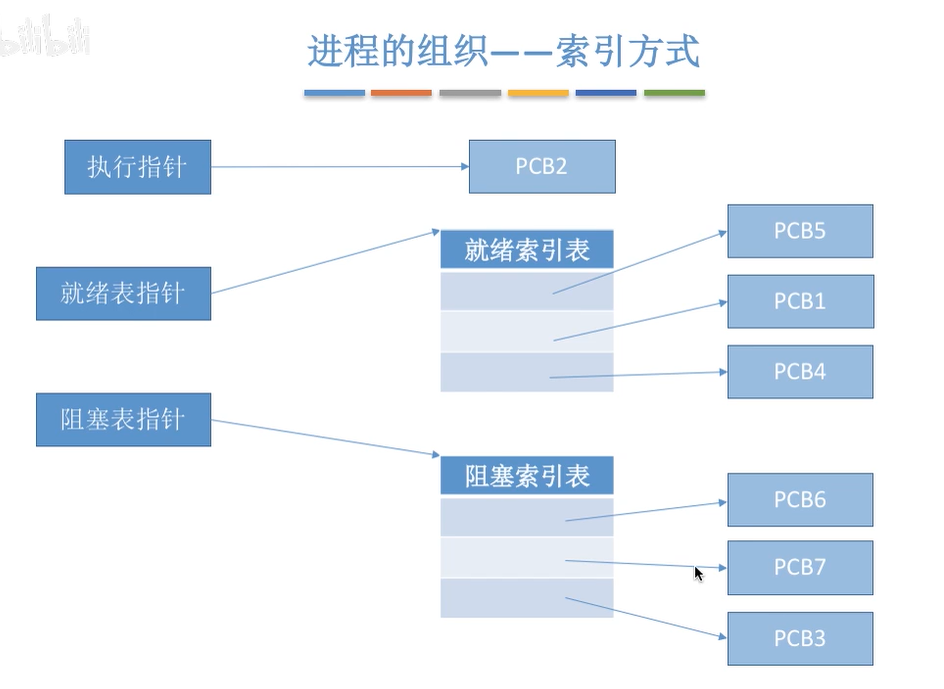 bilibili
进程的组织——索引方式
执行指针
PCB2
就绪表指针
就绪索引表
PCB5
PCB1
PCB4
阻塞表指针
阻塞索引表
PCB6
PCB7
PCB3